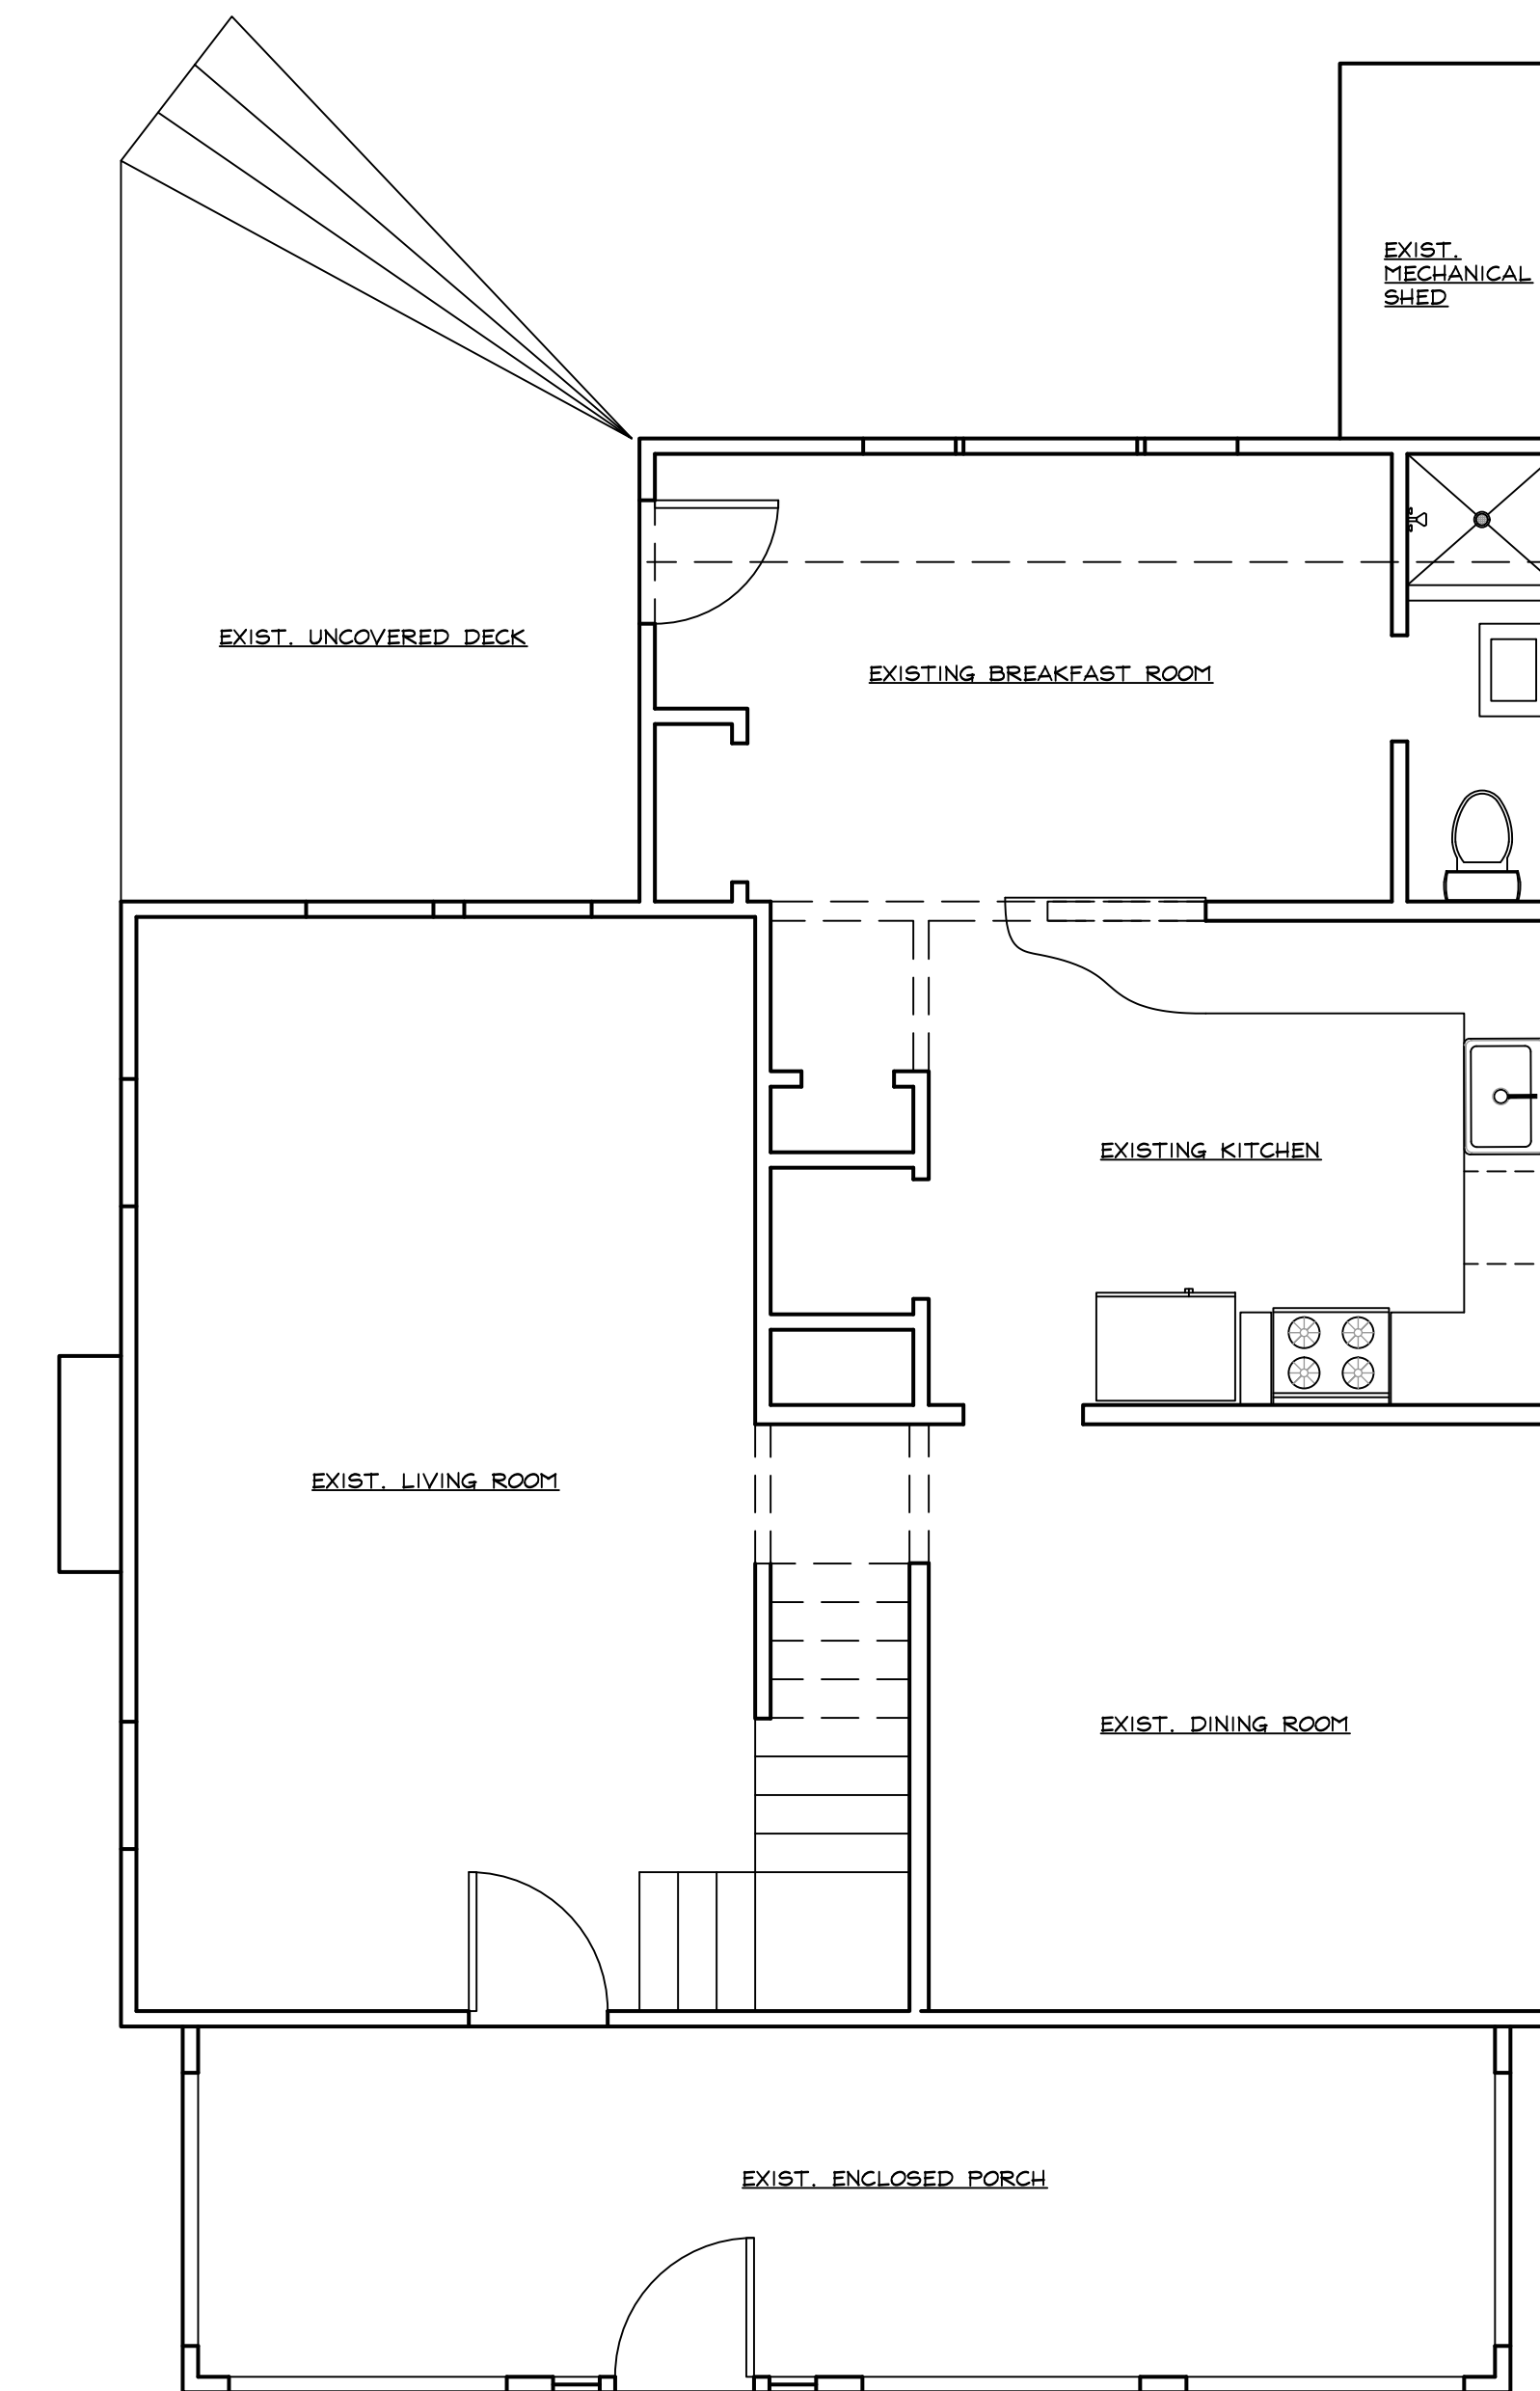 EXIST.
MECHANICAL
SHED
EXIST. UNCOVERED DECK
EXISTING BREAKFAST ROOM
EXISTING KITCHEN
EXIST. LIVING ROOM
EXIST. DINING ROOM
EXIST. ENCLOSED PORCH